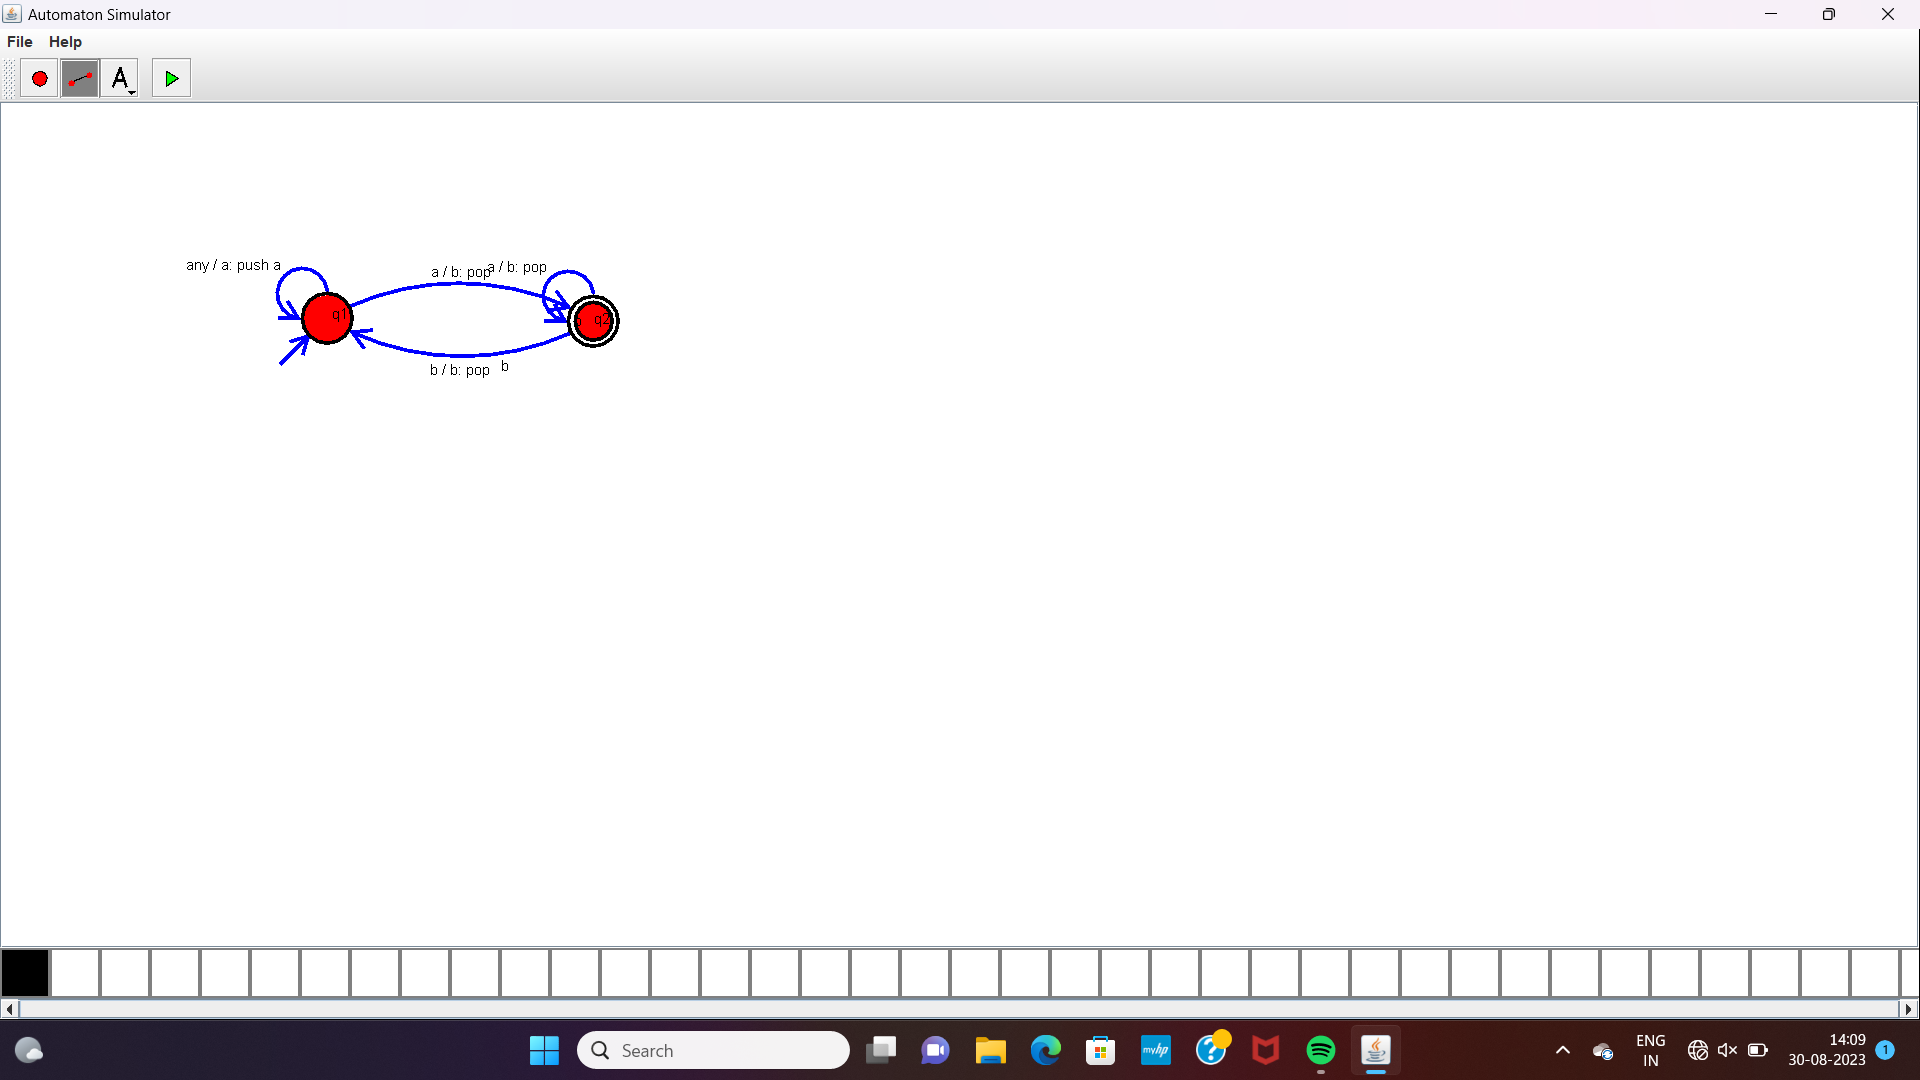 Automaton Simulator
File Help
A
any / a: push a
a / b: pop
a / b: pop
q1
q2
b / b: pop
b
Search
myhp
?
ENG
IN
14:09
30-08-2023
1